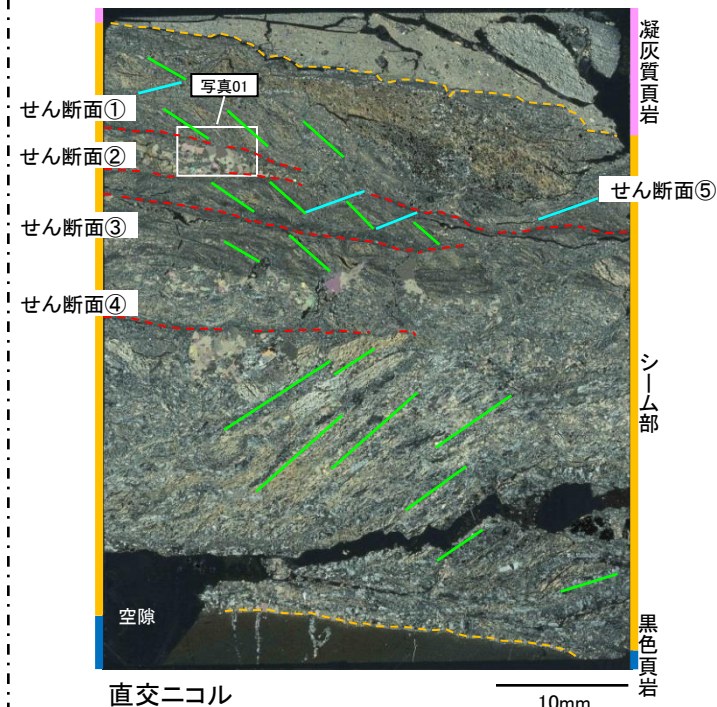 凝灰質頁岩
写真01
せん断面①
せん断面②
せん断面⑤
せん断面③
せん断面④
シーム部
空隙
黒色頁岩
直交ニコル
10mm